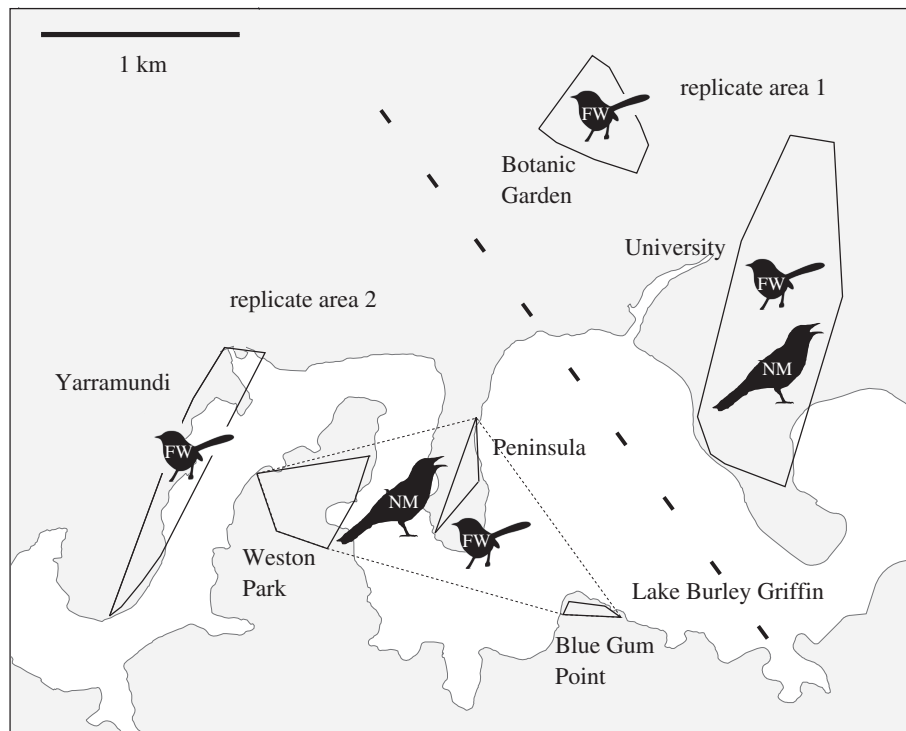 1 km
replicate area 1
FW
Botanic
Garden
University
FW
replicate area 2
NM
Yarramundi
FW
Peninsula
NM
FW
Weston
Park
Lake Burley Griffin
Blue Gum
Point